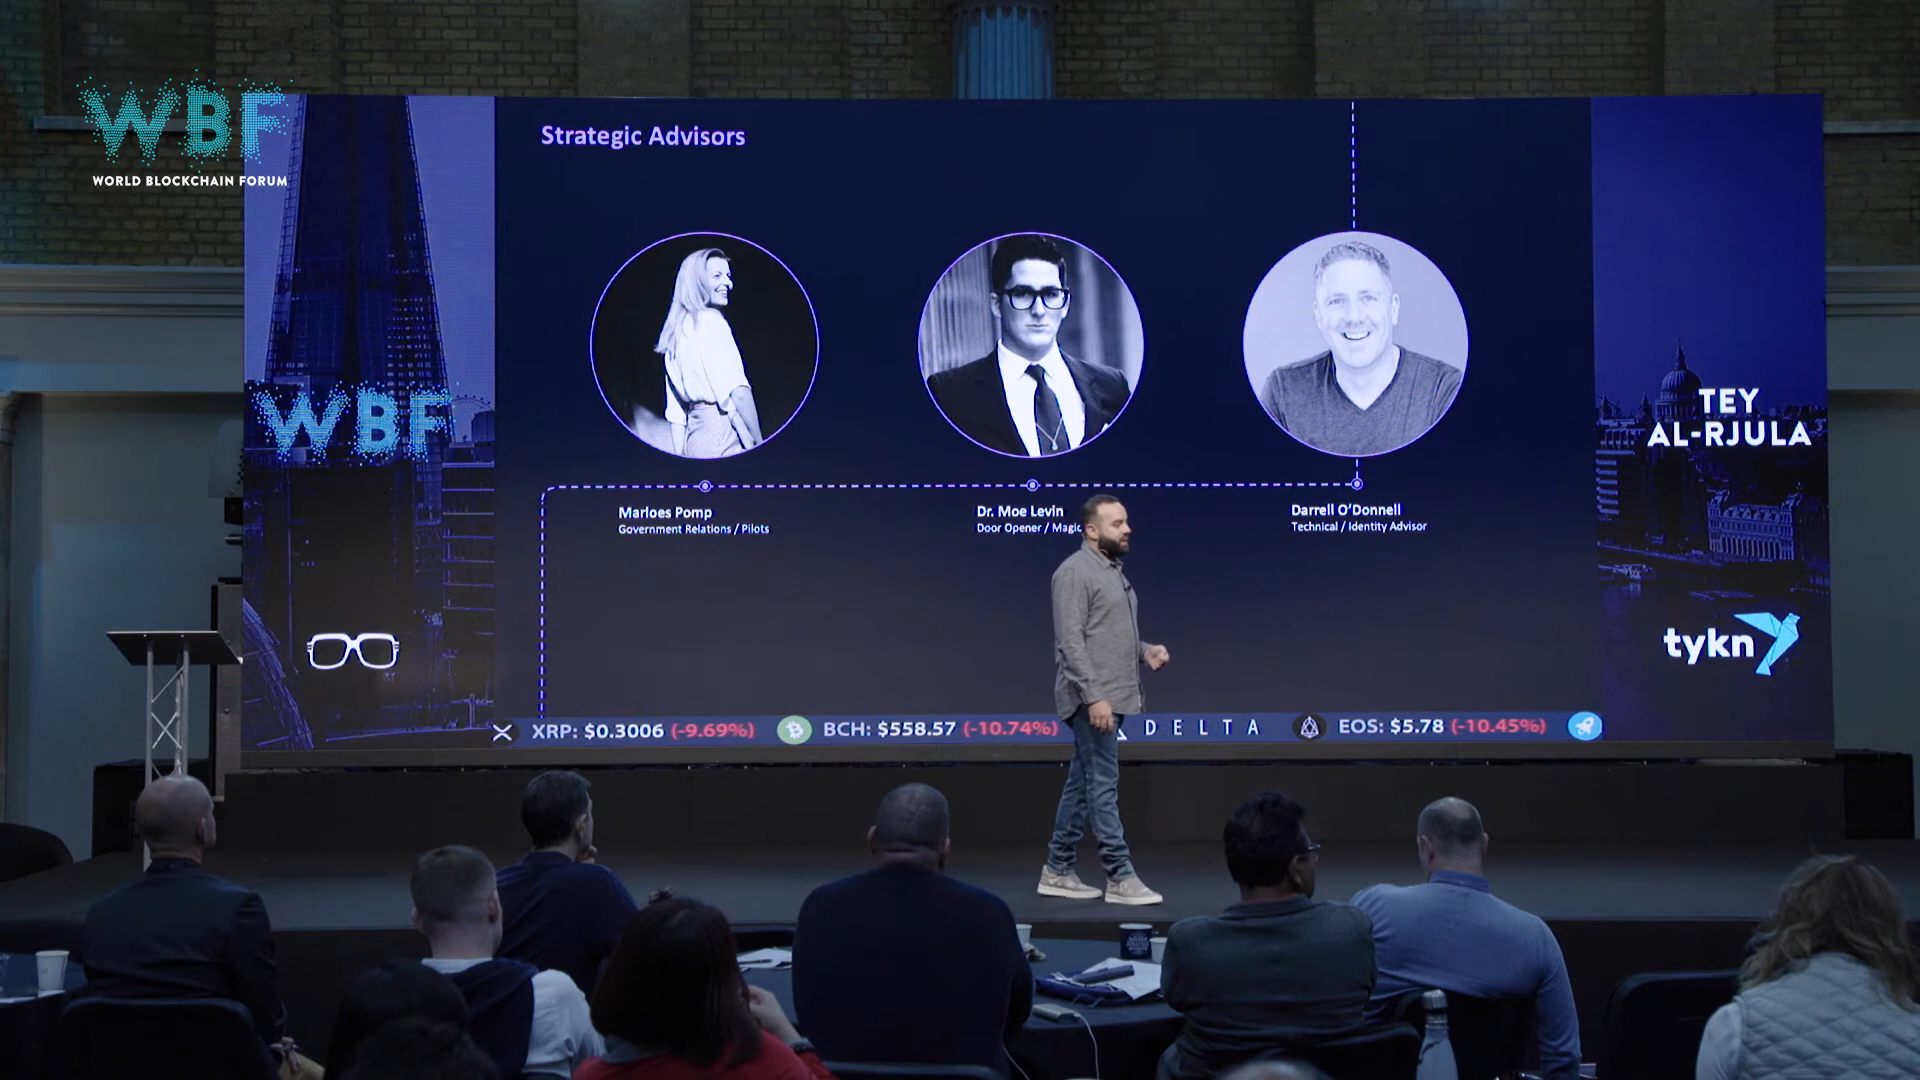 WBF
WORLD BLOCKCHAIN FORUM
Strategic Advisors
WBF
TEY
AL-RJULA
Marloes Pomp
Government Relations / Pilots
Dr. Moe Levin
Door Opener /
Darrell O'Donnell
Technical / Identity Advisor
tykn
XRP: $0.3006 (-9.69%)
BCH: $558.57 (-10.74%)
DELTA
EOS: $5.78 (-10.45%)